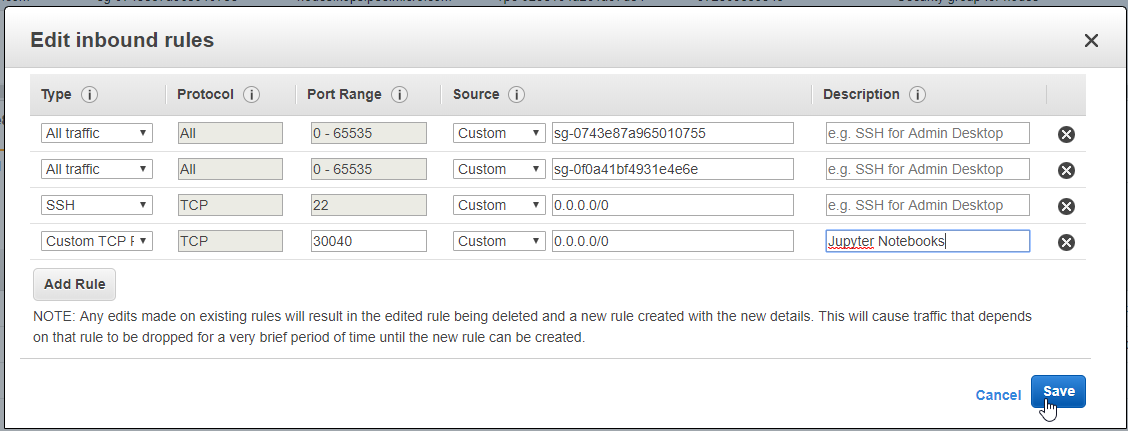 Edit inbound rules
Type Protocol Port Range Source Description
All traffic All 0 - 65535 Custom sg-0743e87a965010755 e.g. SSH for Admin Desktop
All traffic All 0 - 65535 Custom sg-0f0a41bf4931e4e6e e.g. SSH for Admin Desktop
SSH TCP 22 Custom 0.0.0.0/0 e.g. SSH for Admin Desktop
Custom TCP F TCP 30040 Custom 0.0.0.0/0 Jupyter Notebooks
Add Rule
NOTE: Any edits made on existing rules will result in the edited rule being deleted and a new rule created with the new details. This will cause traffic that depends
on that rule to be dropped for a very brief period of time until the new rule can be created.
Cancel Save